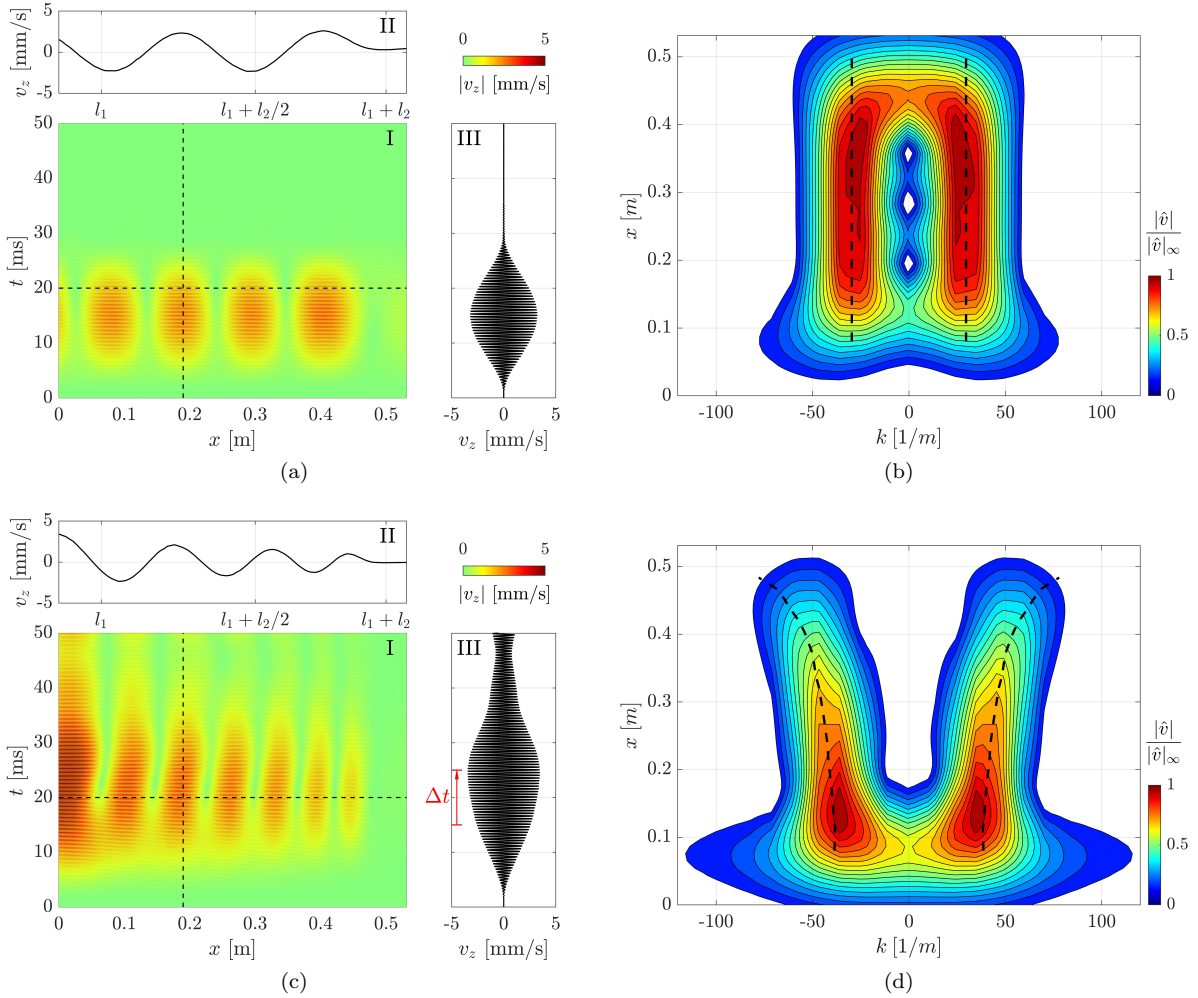 5
0
-5
v_z [mm/s]
II
l_1
l_1 + l_2/2
l_1 + l_2
0 5
|v_z| [mm/s]
50
40
30
20
10
0
t [ms]
I
0 0.1 0.2 0.3 0.4 0.5
x [m]
III
-5 0 5
v_z [mm/s]
(a)
0.5
0.4
0.3
0.2
0.1
0
x [m]
-100 -50 0 50 100
k [1/m]
|v̂|
|v̂|_∞
1
0.5
0
(b)
5
0
-5
v_z [mm/s]
II
l_1
l_1 + l_2/2
l_1 + l_2
0 5
|v_z| [mm/s]
50
40
30
20
10
0
t [ms]
I
0 0.1 0.2 0.3 0.4 0.5
x [m]
III
Δt
-5 0 5
v_z [mm/s]
(c)
0.5
0.4
0.3
0.2
0.1
0
x [m]
-100 -50 0 50 100
k [1/m]
|v̂|
|v̂|_∞
1
0.5
0
(d)